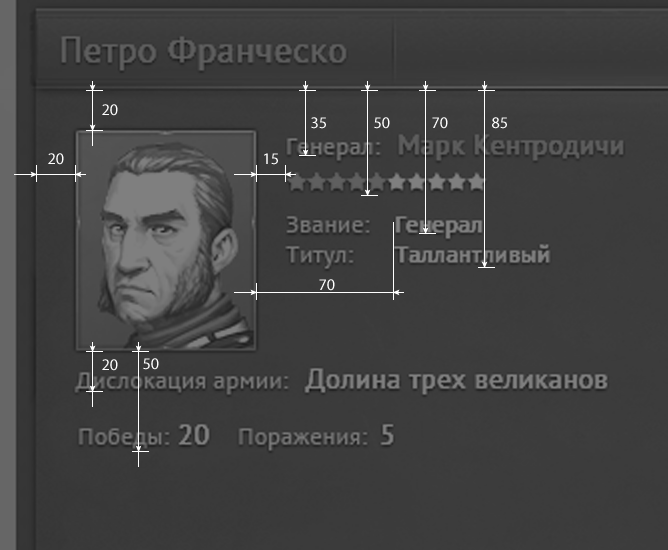 Петро Франческо
20
35
50
70
85
Генерал: Марк Кентродичи
20
15
Звание: Генерал
Титул: Таллантливый
70
20
50
Дислокация армии: Долина трех великанов
Победы: 20 Поражения: 5